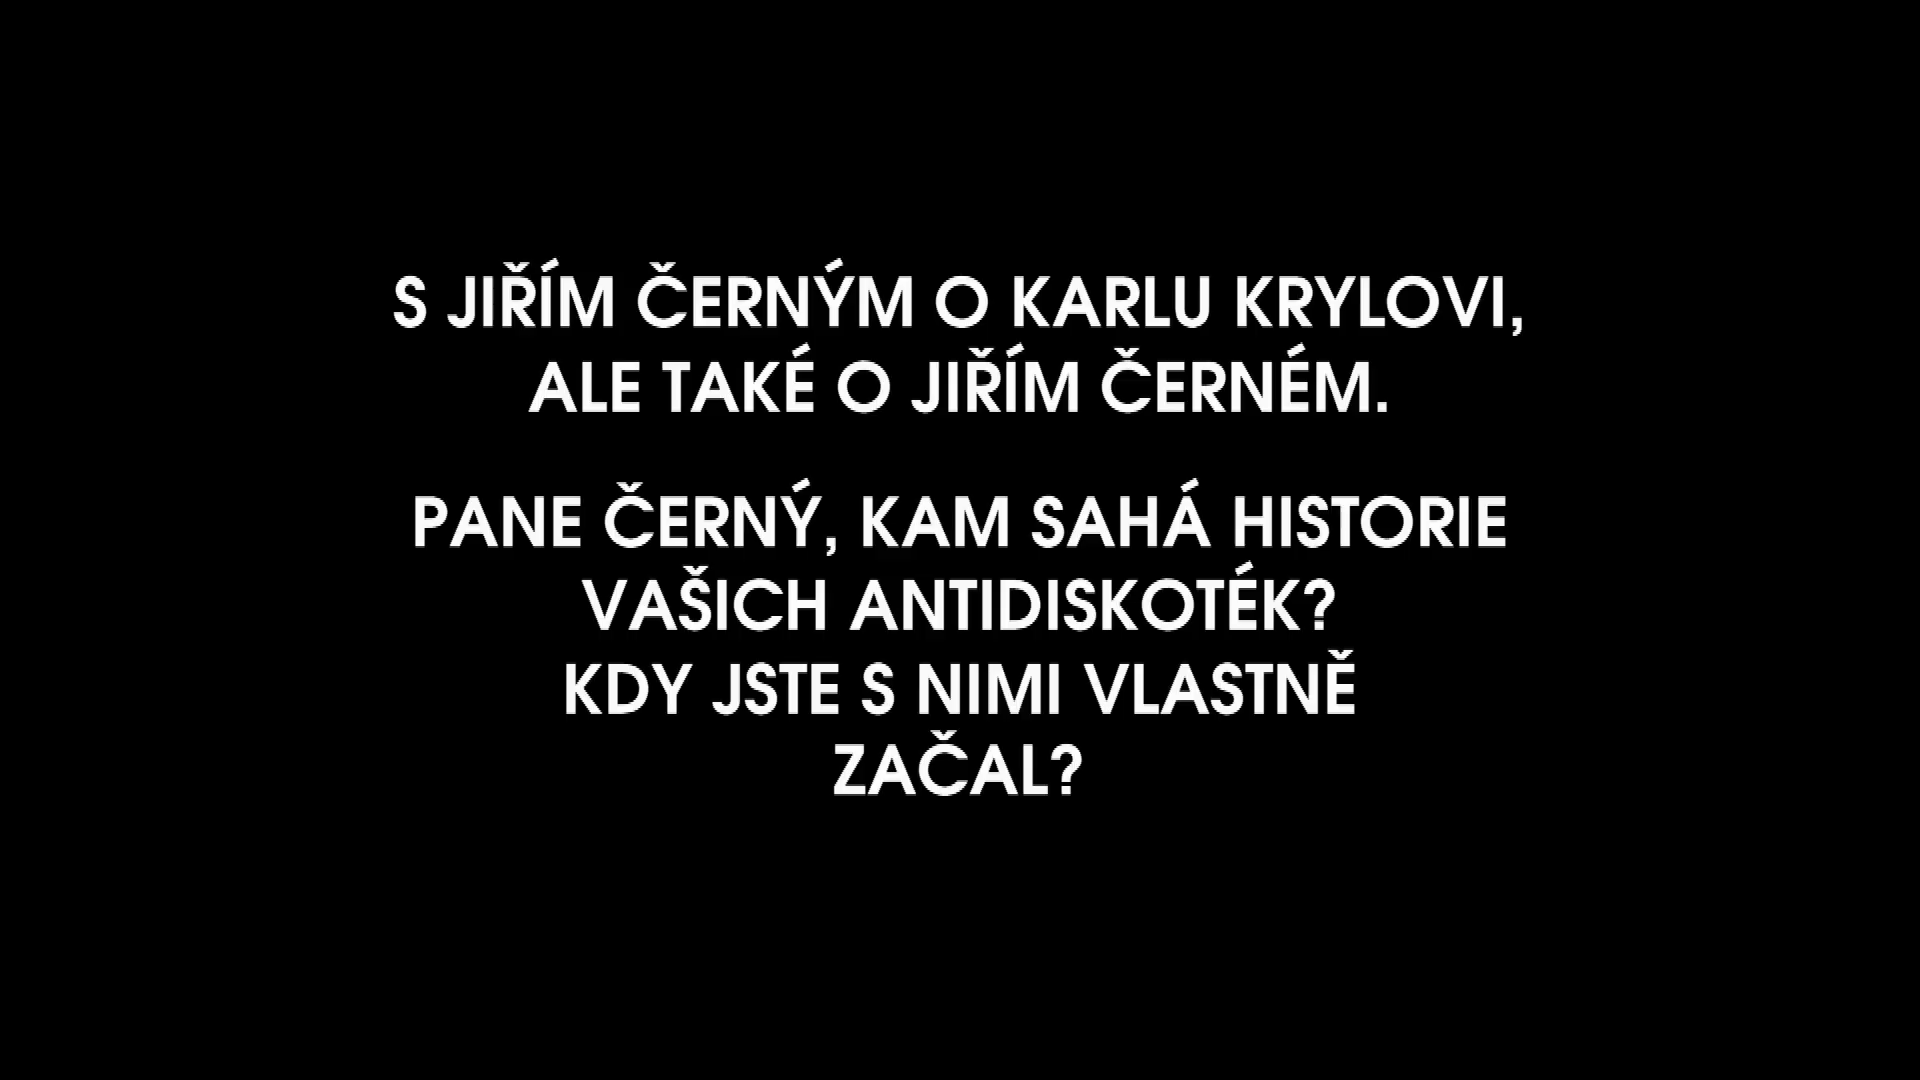 S JIŘÍM ČERNÝM O KARLU KRYLOVI,
ALE TAKÉ O JIŘÍM ČERNÉM.
PANE ČERNÝ, KAM SAHÁ HISTORIE
VAŠICH ANTIDISKOTÉK?
KDY JSTE S NIMI VLASTNĚ
ZAČAL?